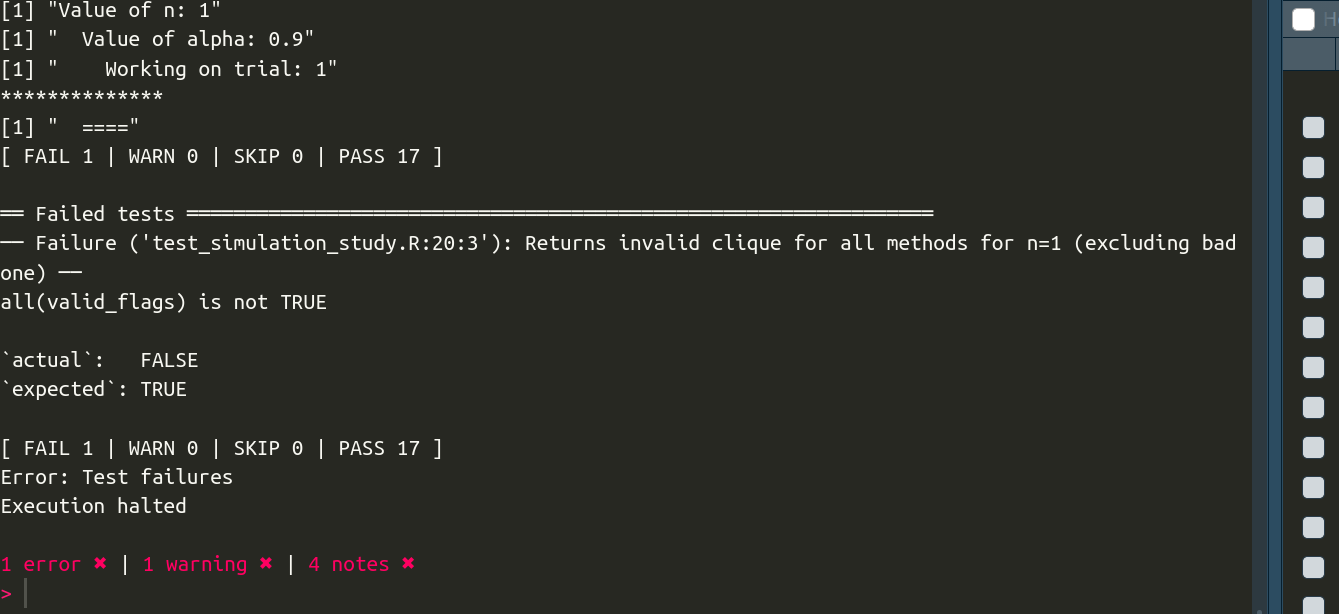 [1] "Value of n: 1"
[1] "  Value of alpha: 0.9"
[1] "    Working on trial: 1"
**************
[1] "  ===="
[ FAIL 1 | WARN 0 | SKIP 0 | PASS 17 ]
══ Failed tests ════════════════════════════════════════════════════════════════
── Failure ('test_simulation_study.R:20:3'): Returns invalid clique for all methods for n=1 (excluding bad
one) ──
all(valid_flags) is not TRUE
`actual`:   FALSE
`expected`: TRUE
[ FAIL 1 | WARN 0 | SKIP 0 | PASS 17 ]
Error: Test failures
Execution halted
1 error ✖ | 1 warning ✖ | 4 notes ✖
>